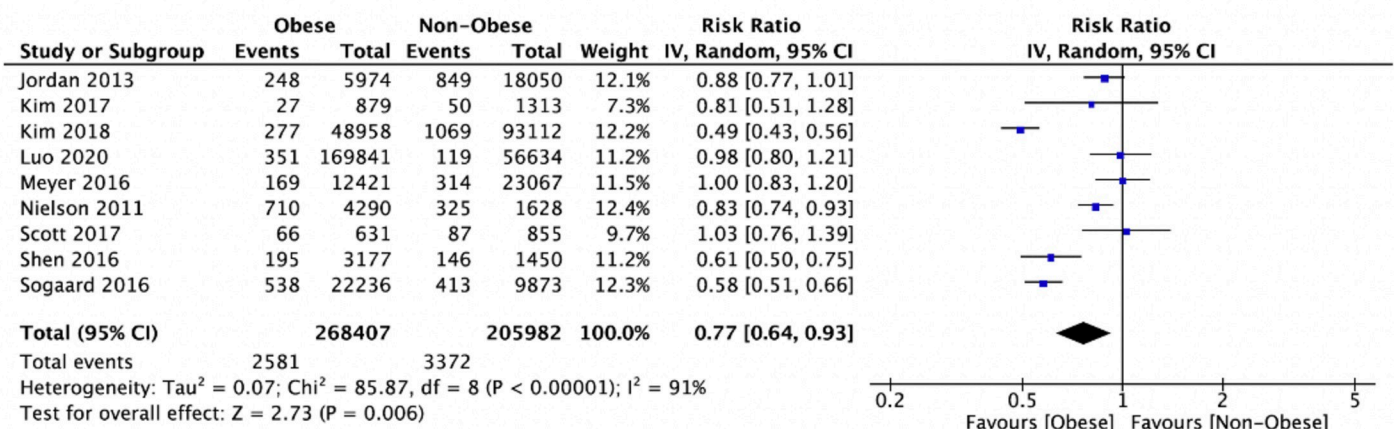 Obese Non-Obese Risk Ratio Risk Ratio
Study or Subgroup Events Total Events Total Weight IV, Random, 95% CI IV, Random, 95% CI
Jordan 2013 248 5974 849 18050 12.1% 0.88 [0.77, 1.01]
Kim 2017 27 879 50 1313 7.3% 0.81 [0.51, 1.28]
Kim 2018 277 48958 1069 93112 12.2% 0.49 [0.43, 0.56]
Luo 2020 351 169841 119 56634 11.2% 0.98 [0.80, 1.21]
Meyer 2016 169 12421 314 23067 11.5% 1.00 [0.83, 1.20]
Nielson 2011 710 4290 325 1628 12.4% 0.83 [0.74, 0.93]
Scott 2017 66 631 87 855 9.7% 1.03 [0.76, 1.39]
Shen 2016 195 3177 146 1450 11.2% 0.61 [0.50, 0.75]
Sogaard 2016 538 22236 413 9873 12.3% 0.58 [0.51, 0.66]
Total (95% CI) 268407 205982 100.0% 0.77 [0.64, 0.93]
Total events 2581 3372
Heterogeneity: Tau² = 0.07; Chi² = 85.87, df = 8 (P < 0.00001); I² = 91%
Test for overall effect: Z = 2.73 (P = 0.006)
0.2 0.5 1 2 5
Favours [Obese] Favours [Non-Obese]